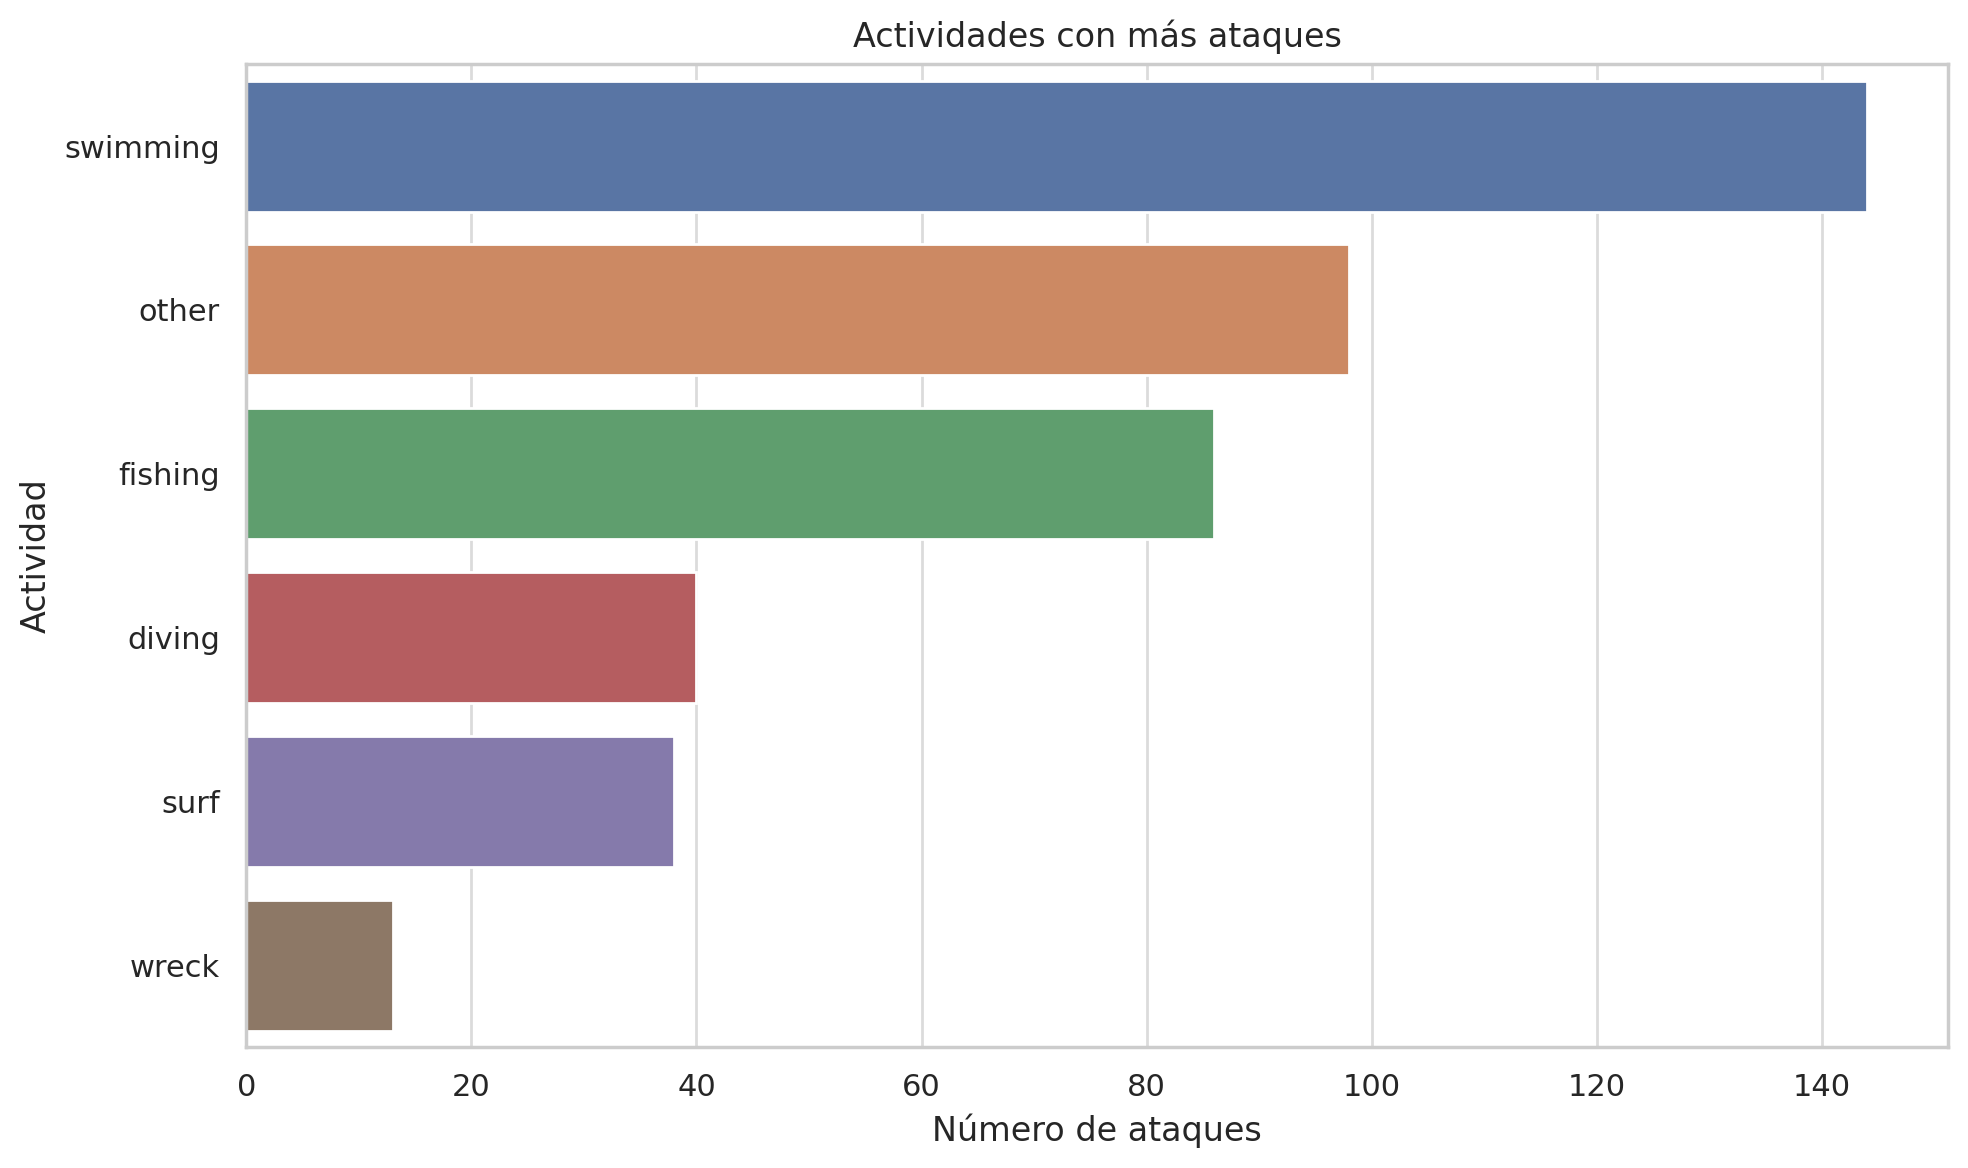 Actividades con más ataques
swimming
other
fishing
diving
surf
wreck
Actividad
0 20 40 60 80 100 120 140
Número de ataques